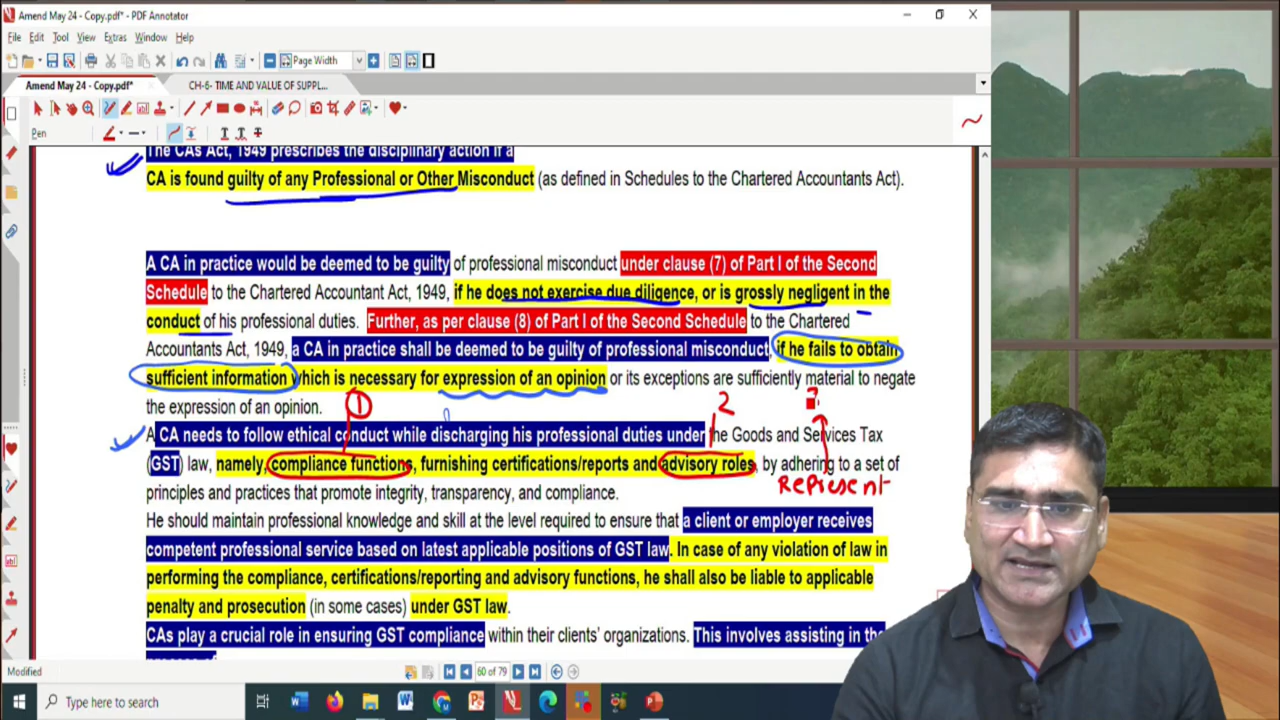 Amend May 24 - Copy.pdf* - PDF Annotator
File Edit View Tool Extras Window Help
Page Width
Amend May 24 - Copy.pdf* CH-6- TIME AND VALUE OF SUPPL...
Pen
The CAs Act, 1949 prescribes the disciplinary action if a
CA is found guilty of any Professional or Other Misconduct (as defined in Schedules to the Chartered Accountants Act).
A CA in practice would be deemed to be guilty of professional misconduct under clause (7) of Part I of the Second
Schedule to the Chartered Accountant Act, 1949, if he does not exercise due diligence, or is grossly negligent in the
conduct of his professional duties. Further, as per clause (8) of Part I of the Second Schedule to the Chartered
Accountants Act, 1949, a CA in practice shall be deemed to be guilty of professional misconduct, if he fails to obtain
sufficient information which is necessary for expression of an opinion or its exceptions are sufficiently material to negate
the expression of an opinion. 1 2 3
A CA needs to follow ethical conduct while discharging his professional duties under the Goods and Services Tax
(GST) law, namely, compliance functions, furnishing certifications/reports and advisory roles, by adhering to a set of
Represent
principles and practices that promote integrity, transparency, and compliance.
He should maintain professional knowledge and skill at the level required to ensure that a client or employer receives
competent professional service based on latest applicable positions of GST law. In case of any violation of law in
performing the compliance, certifications/reporting and advisory functions, he shall also be liable to applicable
penalty and prosecution (in some cases) under GST law.
CAs play a crucial role in ensuring GST compliance within their clients' organizations. This involves assisting in the
Modified 60 of 79
Type here to search